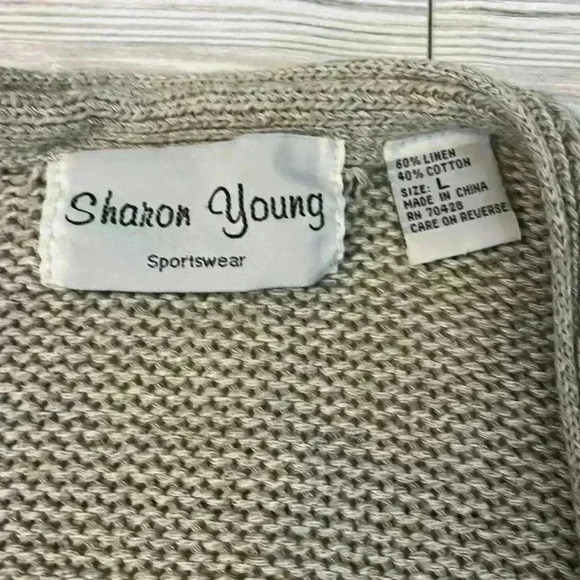 Sharon Young
Sportswear
60% LINEN
40% COTTON
SIZE: L
MADE IN CHINA
RN 70428
CARE ON REVERSE